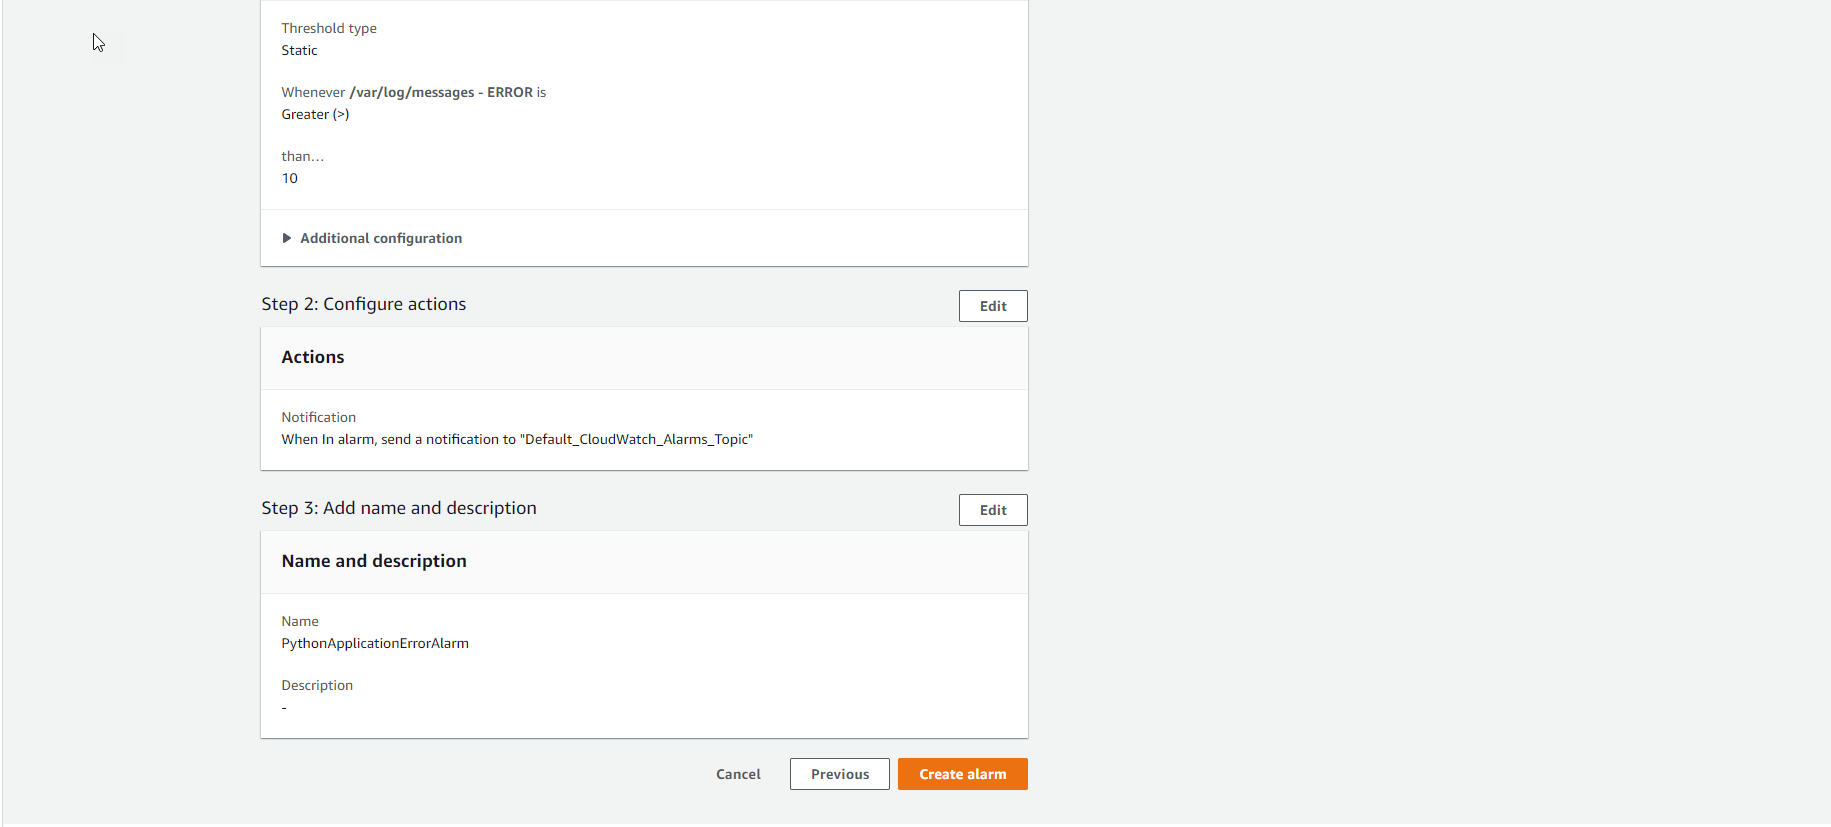 Threshold type
Static
Whenever /var/log/messages - ERROR is
Greater (>)
than…
10
Additional configuration
Step 2: Configure actions
Edit
Actions
Notification
When In alarm, send a notification to "Default_CloudWatch_Alarms_Topic"
Step 3: Add name and description
Edit
Name and description
Name
PythonApplicationErrorAlarm
Description
-
Cancel
Previous
Create alarm